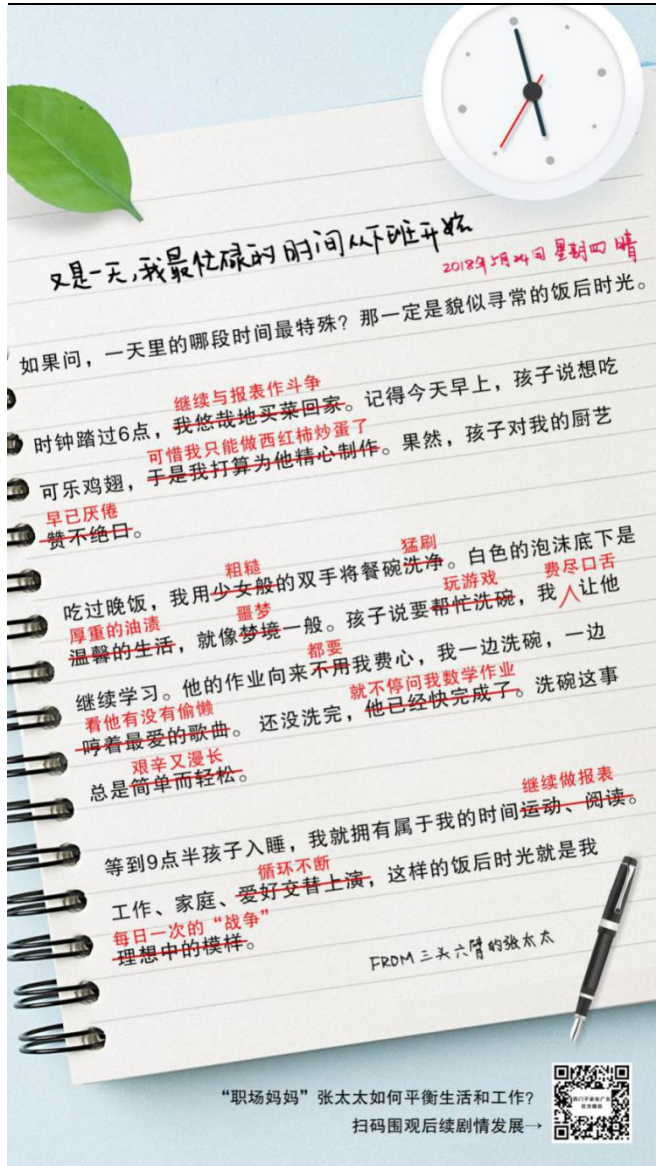 又是一天,我最忙碌的时间从下班开始
2018年5月24日 星期四 晴
如果问,一天里的哪段时间最特殊?那一定是貌似寻常的饭后时光。
继续与报表作斗争
时钟踏过6点,我悠哉地买菜回家。记得今天早上,孩子说想吃
可惜我只能做西红柿炒蛋了
可乐鸡翅,于是我打算为他精心制作。果然,孩子对我的厨艺
早已厌倦
赞不绝口。
粗糙 猛刷
吃过晚饭,我用少女般的双手将餐碗洗净。白色的泡沫底下是
厚重的油渍 噩梦 玩游戏 费尽口舌
温馨的生活,就像梦境一般。孩子说要帮忙洗碗,我让他
都要
继续学习。他的作业向来不用我费心,我一边洗碗,一边
看他有没有偷懒 就不停问我数学作业
哼着最爱的歌曲。还没洗完,他已经快完成了。洗碗这事
艰辛又漫长
总是简单而轻松。
继续做报表
等到9点半孩子入睡,我就拥有属于我的时间运动、阅读。
循环不断
工作、家庭、爱好交替上演,这样的饭后时光就是我
每日一次的“战争”
理想中的模样。
FROM 三头六臂的张太太
“职场妈妈”张太太如何平衡生活和工作?
扫码围观后续剧情发展→